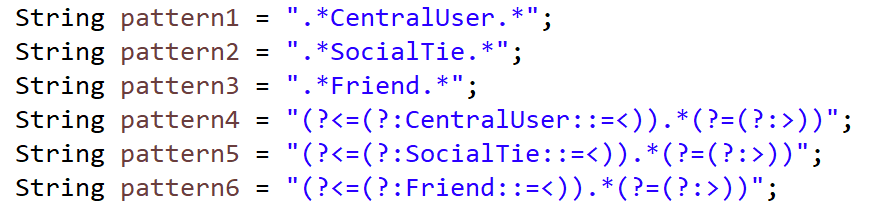 String pattern1 = ".*CentralUser.*";
String pattern2 = ".*SocialTie.*";
String pattern3 = ".*Friend.*";
String pattern4 = "(?<=(?:CentralUser::=<)).*(?=(?:>))";
String pattern5 = "(?<=(?:SocialTie::=<)).*(?=(?:>))";
String pattern6 = "(?<=(?:Friend::=<)).*(?=(?:>))";